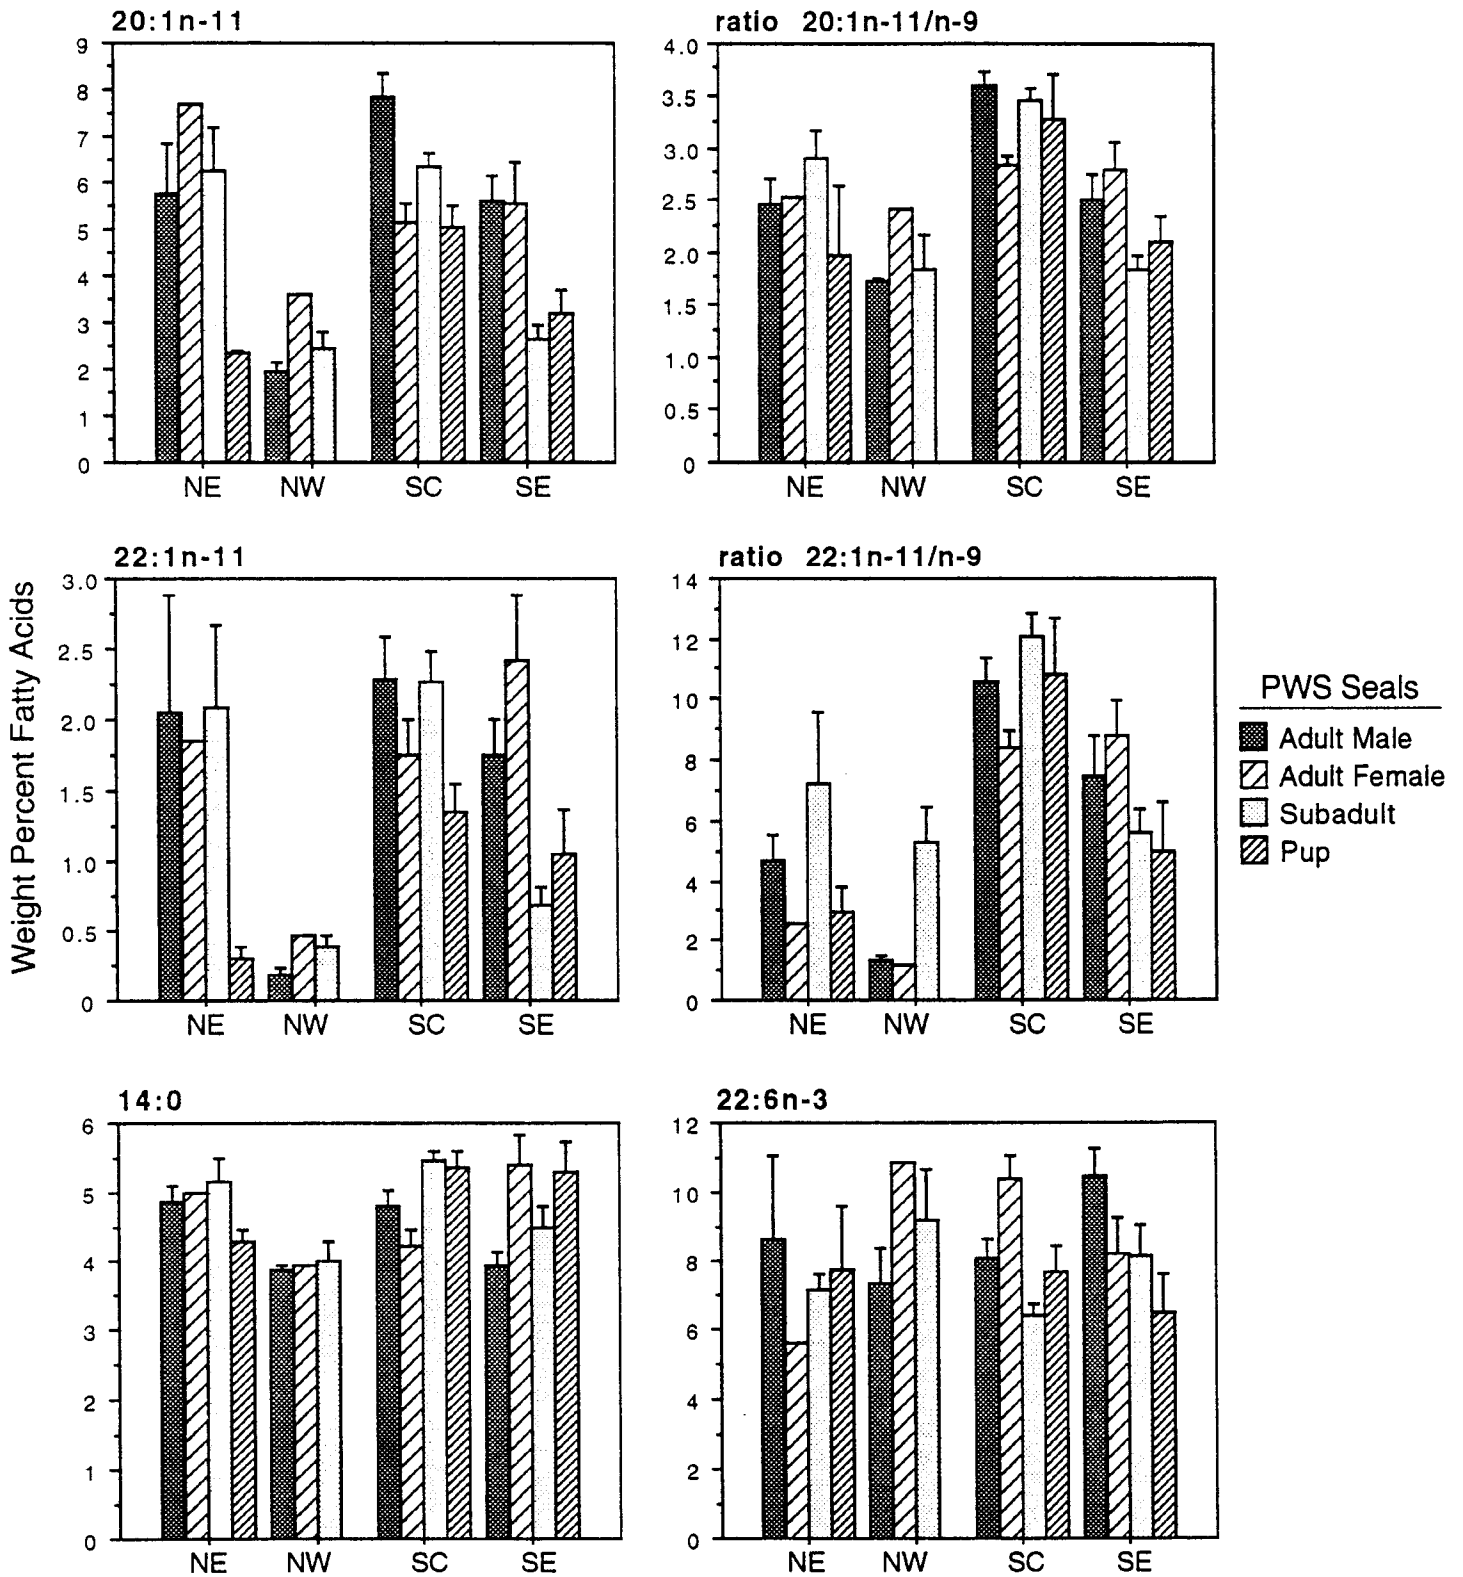 20:1n-11
9
8
7
6
5
4
3
2
1
0
NE NW SC SE
ratio 20:1n-11/n-9
4.0
3.5
3.0
2.5
2.0
1.5
1.0
0.5
0
NE NW SC SE
Weight Percent Fatty Acids
22:1n-11
3.0
2.5
2.0
1.5
1.0
0.5
0
NE NW SC SE
ratio 22:1n-11/n-9
14
12
10
8
6
4
2
0
NE NW SC SE
PWS Seals
Adult Male
Adult Female
Subadult
Pup
14:0
6
5
4
3
2
1
0
NE NW SC SE
22:6n-3
12
10
8
6
4
2
0
NE NW SC SE